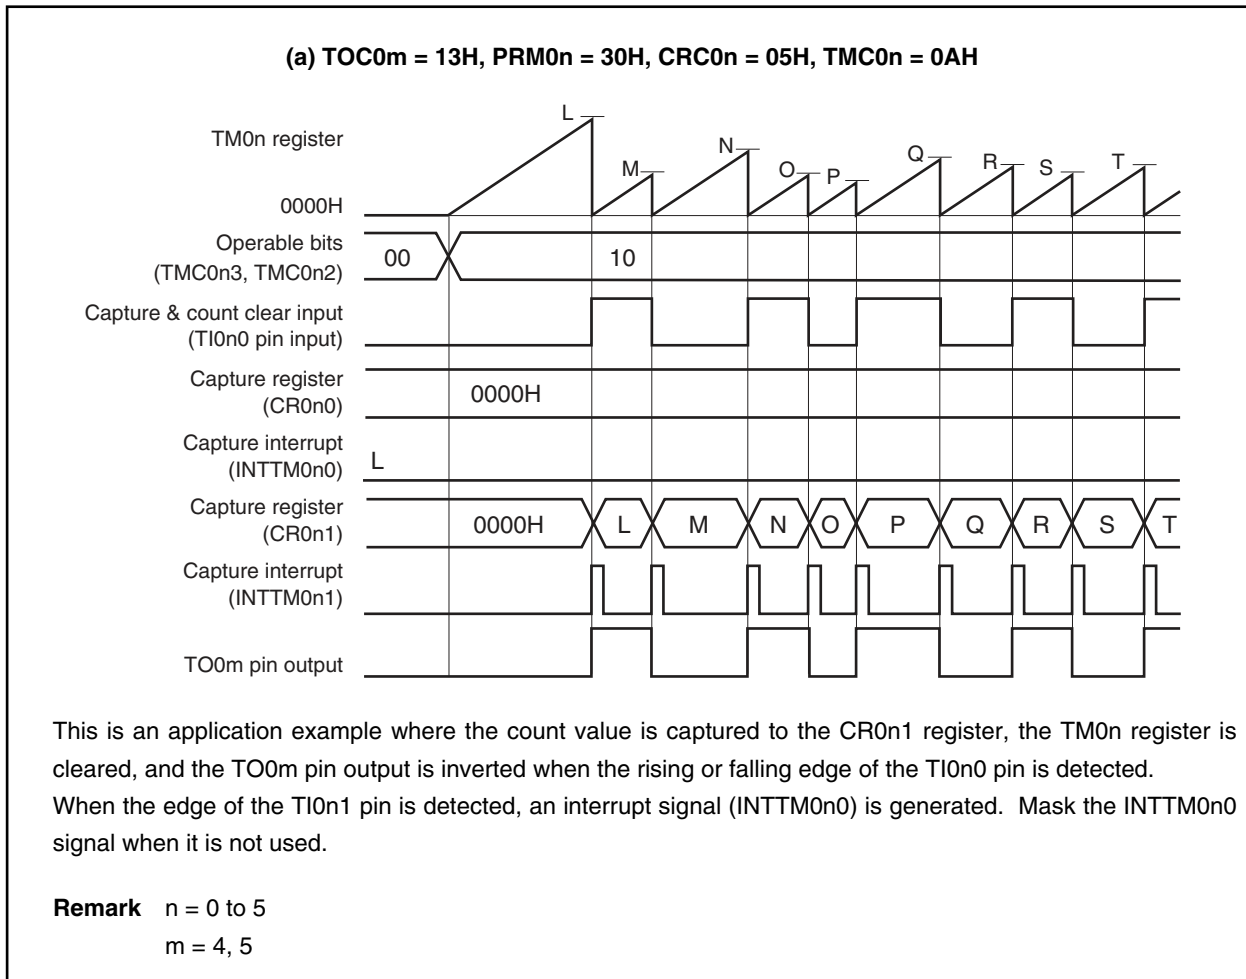 (a) TOC0m = 13H, PRM0n = 30H, CRC0n = 05H, TMC0n = 0AH
TM0n register
0000H
L
M
N
O
P
Q
R
S
T
Operable bits
(TMC0n3, TMC0n2)
00
10
Capture & count clear input
(TI0n0 pin input)
Capture register
(CR0n0)
0000H
Capture interrupt
(INTTM0n0)
L
Capture register
(CR0n1)
0000H
L
M
N
O
P
Q
R
S
T
Capture interrupt
(INTTM0n1)
TO0m pin output
This is an application example where the count value is captured to the CR0n1 register, the TM0n register is
cleared, and the TO0m pin output is inverted when the rising or falling edge of the TI0n0 pin is detected.
When the edge of the TI0n1 pin is detected, an interrupt signal (INTTM0n0) is generated. Mask the INTTM0n0
signal when it is not used.
Remark n = 0 to 5
m = 4, 5